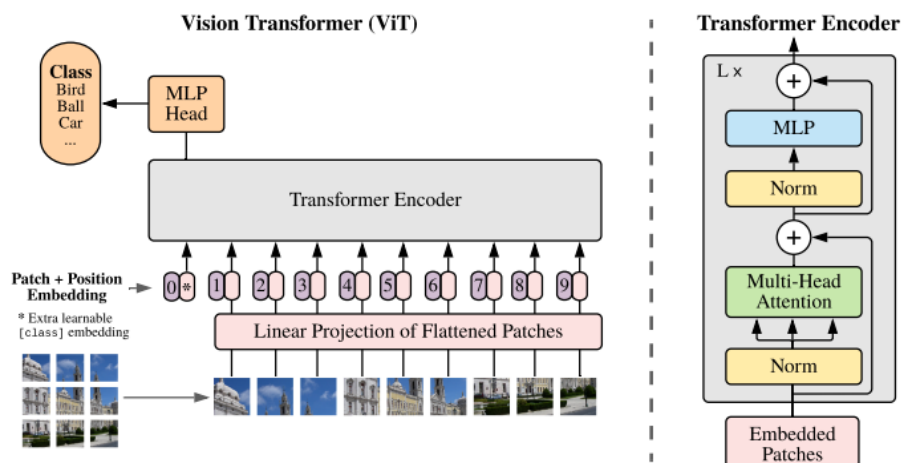 Vision Transformer (ViT)
Class
Bird
Ball
Car
...
MLP
Head
Transformer Encoder
Patch + Position
Embedding
0 * 1 2 3 4 5 6 7 8 9
* Extra learnable
[class] embedding
Linear Projection of Flattened Patches
Transformer Encoder
L x
+
MLP
Norm
+
Multi-Head
Attention
Norm
Embedded
Patches